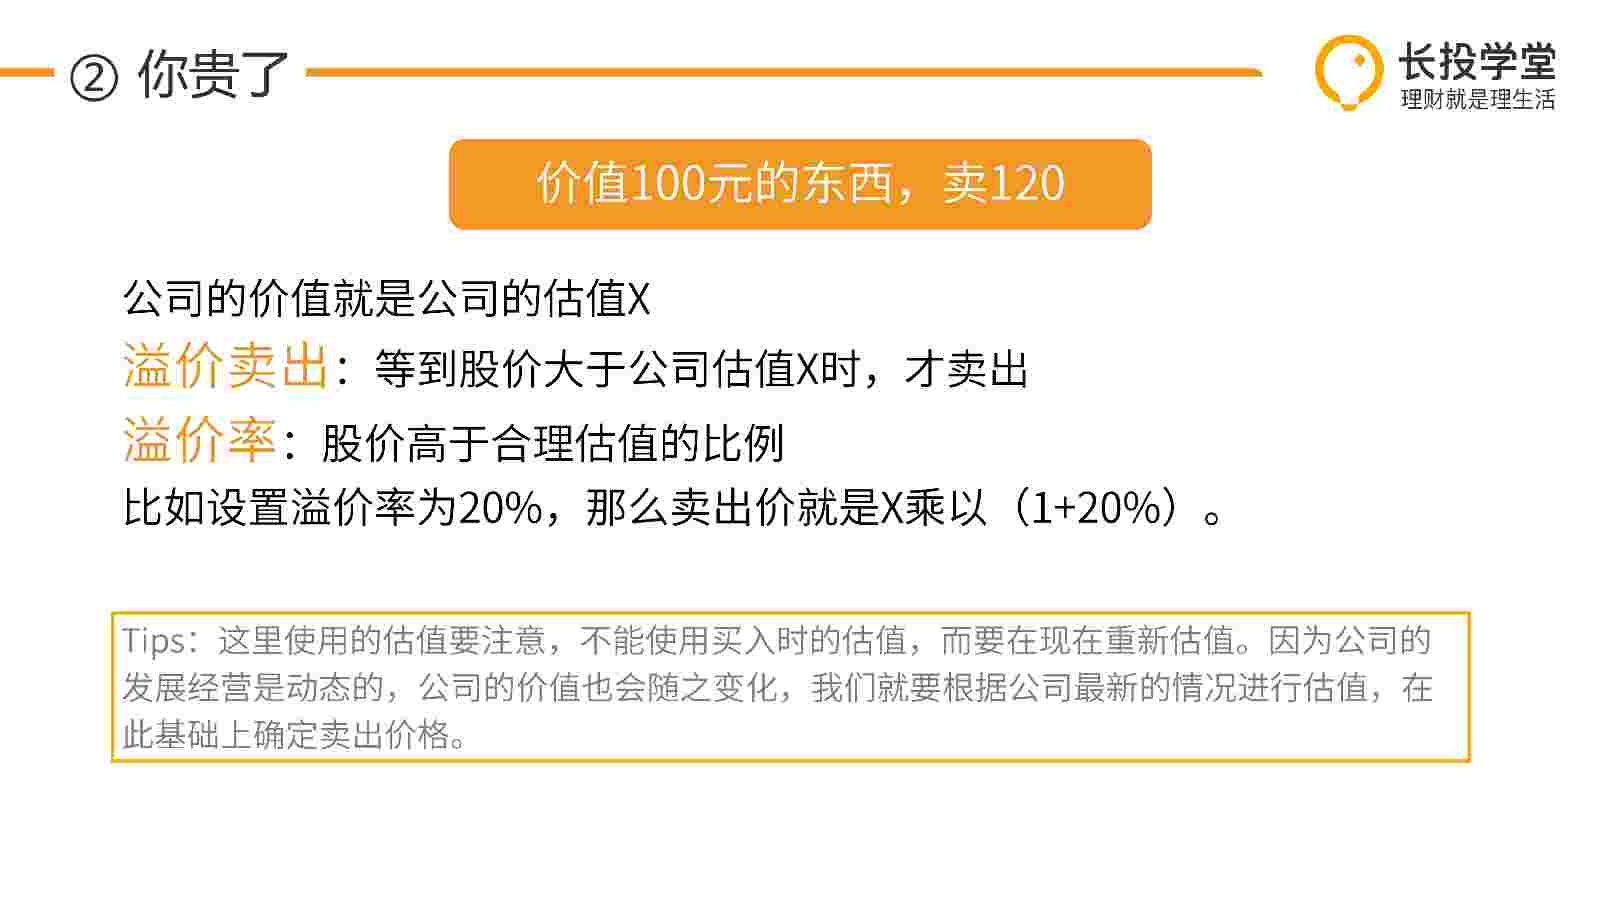 ② 你贵了
长投学堂
理财就是理生活
价值100元的东西，卖120
公司的价值就是公司的估值X
溢价卖出：等到股价大于公司估值X时，才卖出
溢价率：股价高于合理估值的比例
比如设置溢价率为20%，那么卖出价就是X乘以（1+20%）。
Tips：这里使用的估值要注意，不能使用买入时的估值，而要在现在重新估值。因为公司的
发展经营是动态的，公司的价值也会随之变化，我们就要根据公司最新的情况进行估值，在
此基础上确定卖出价格。